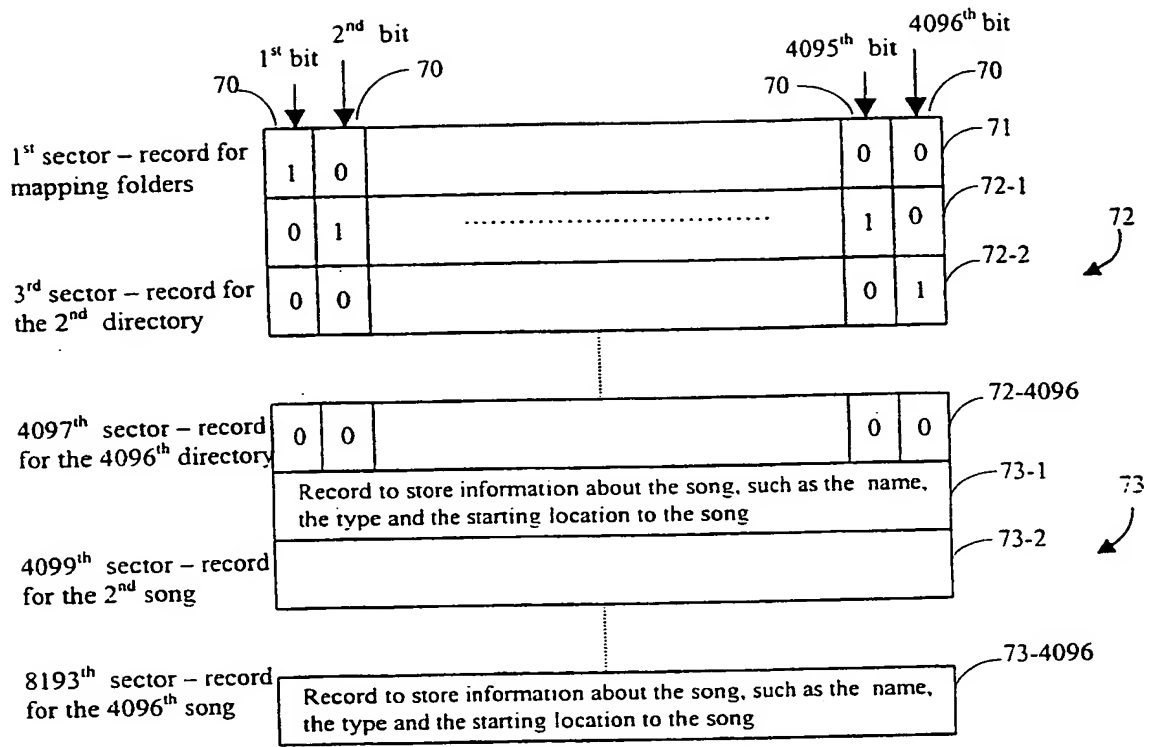 4096th bit
2nd bit
4095th bit
1st bit
70
70
70
70
71
1st sector – record for
mapping folders
1 0 0 0
72-1
0 1 1 0
72
72-2
3rd sector – record for
the 2nd directory
0 0 0 1
72-4096
4097th sector – record
for the 4096th directory
0 0 0 0
73-1
Record to store information about the song, such as the name,
the type and the starting location to the song
73
73-2
4099th sector – record
for the 2nd song
73-4096
8193th sector – record
for the 4096th song
Record to store information about the song, such as the name,
the type and the starting location to the song